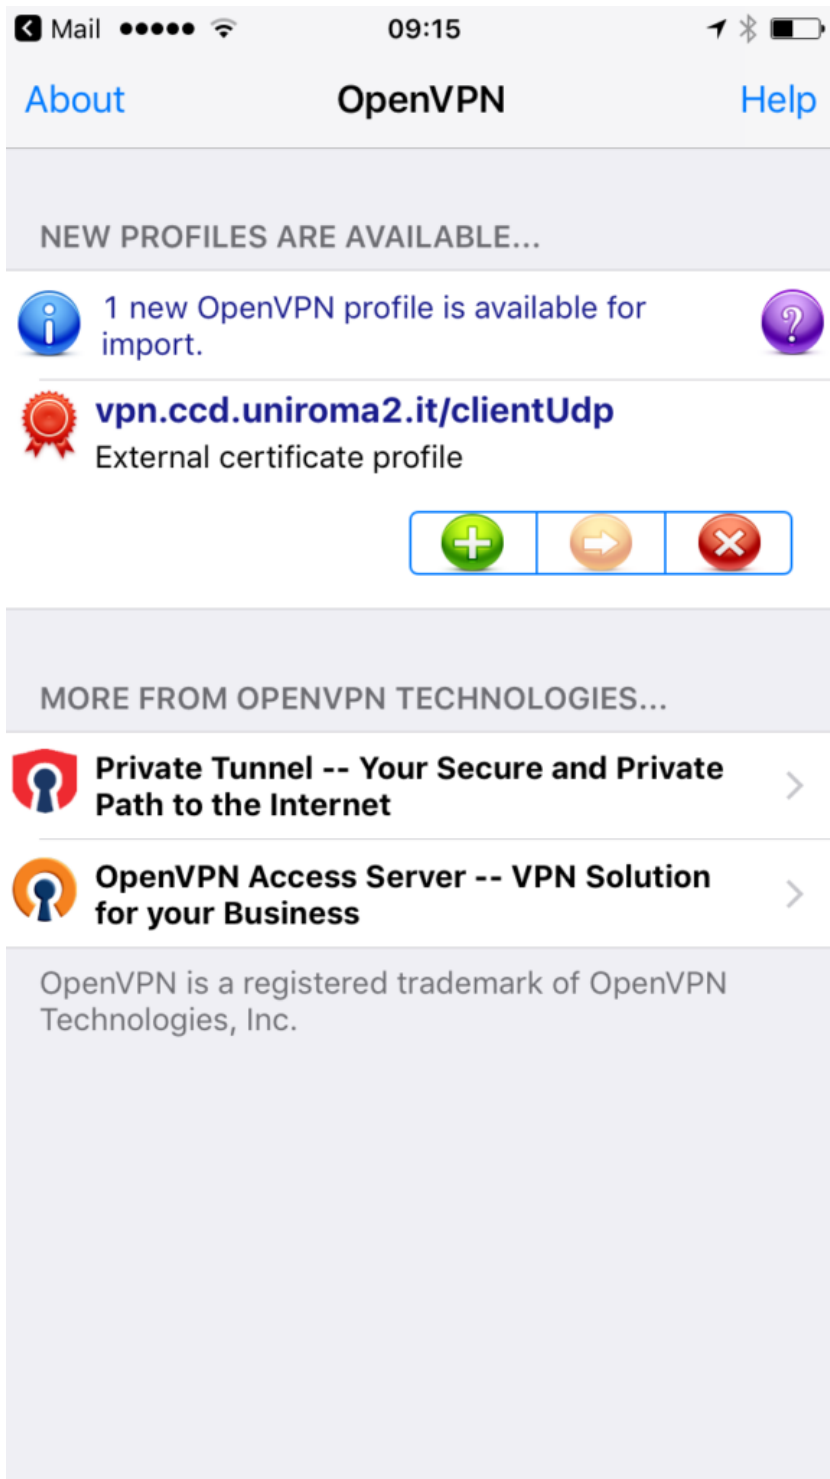 Mail 09:15
About OpenVPN Help
NEW PROFILES ARE AVAILABLE...
1 new OpenVPN profile is available for
import.
vpn.ccd.uniroma2.it/clientUdp
External certificate profile
MORE FROM OPENVPN TECHNOLOGIES...
Private Tunnel -- Your Secure and Private
Path to the Internet
OpenVPN Access Server -- VPN Solution
for your Business
OpenVPN is a registered trademark of OpenVPN
Technologies, Inc.